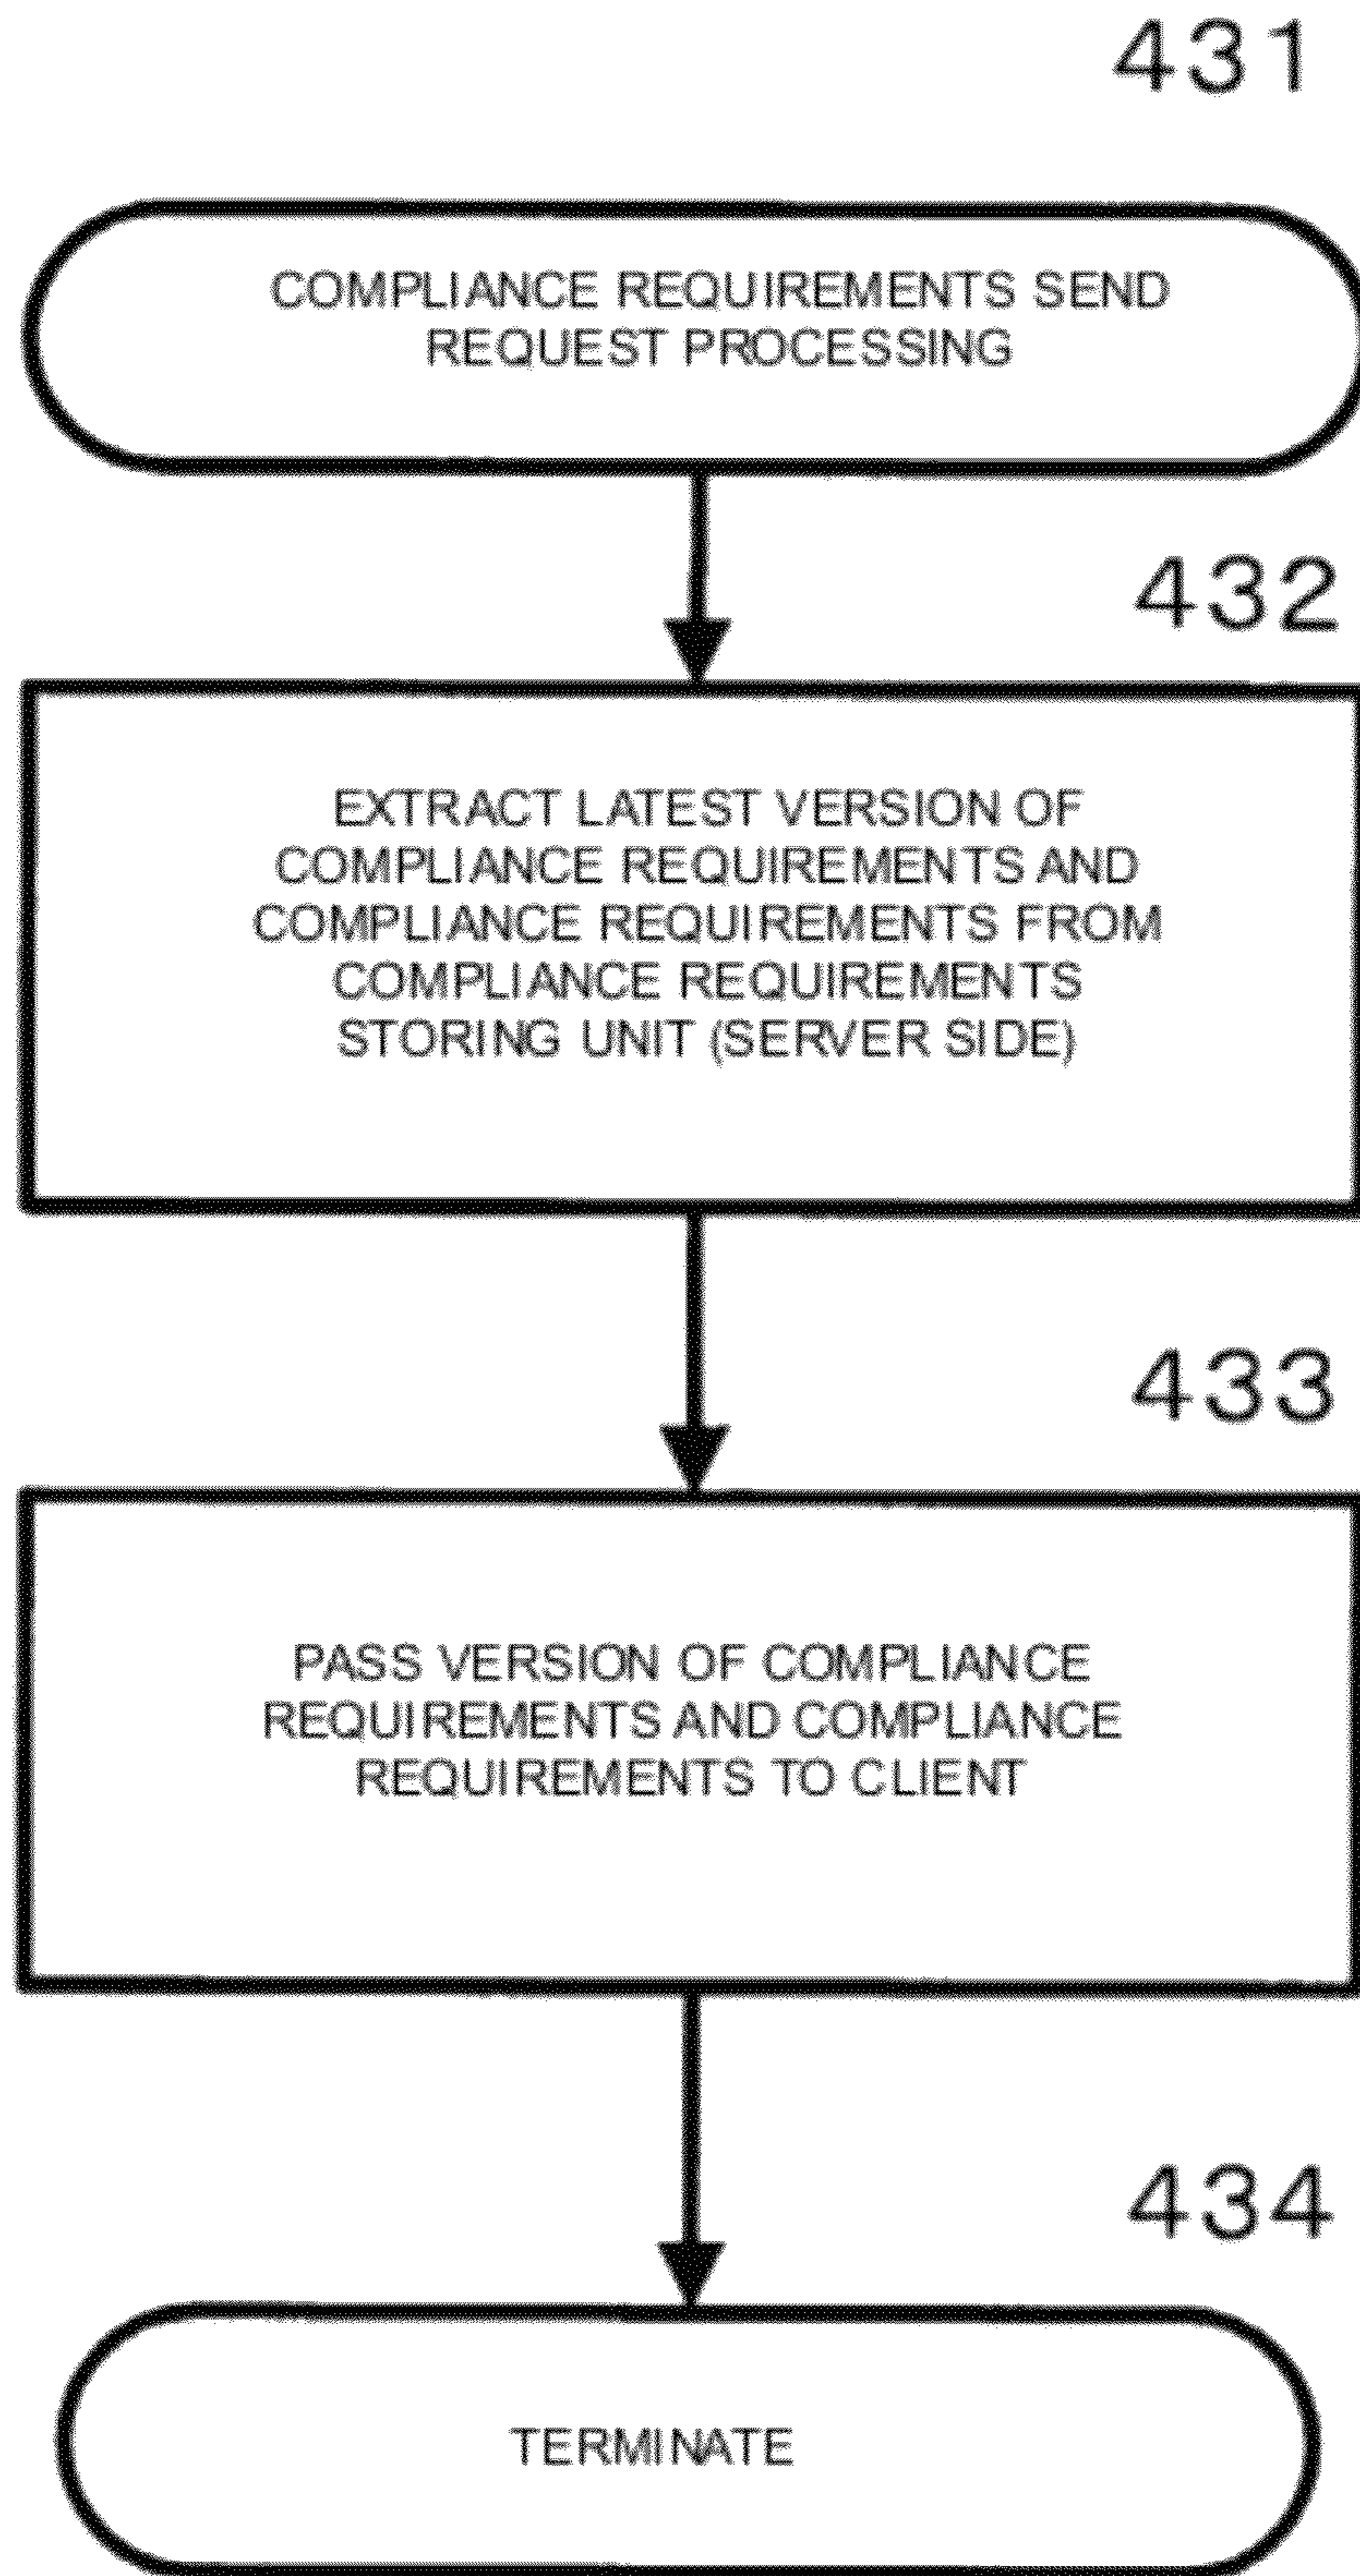 431
COMPLIANCE REQUIREMENTS SEND
REQUEST PROCESSING
432
EXTRACT LATEST VERSION OF
COMPLIANCE REQUIREMENTS AND
COMPLIANCE REQUIREMENTS FROM
COMPLIANCE REQUIREMENTS
STORING UNIT (SERVER SIDE)
433
PASS VERSION OF COMPLIANCE
REQUIREMENTS AND COMPLIANCE
REQUIREMENTS TO CLIENT
434
TERMINATE